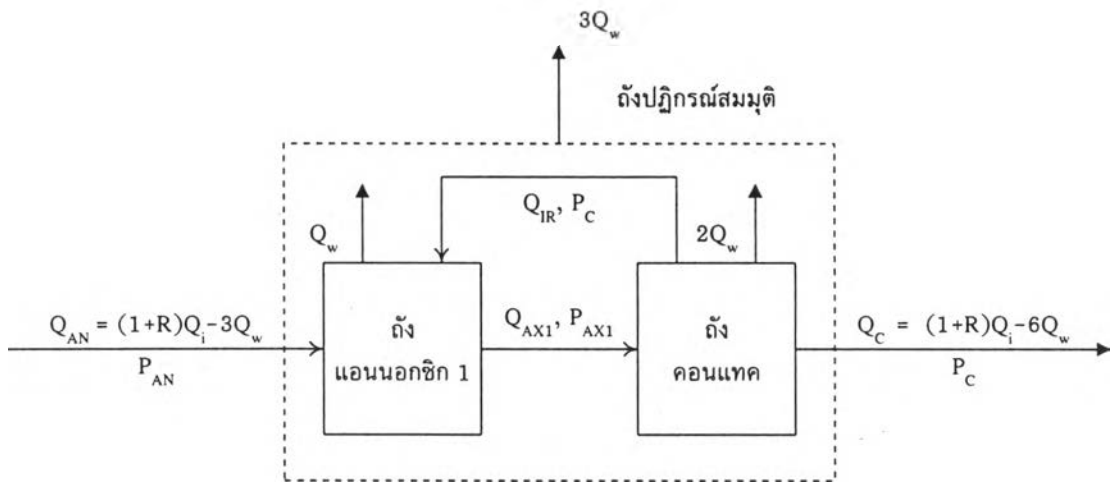 3Q_w
ถังปฏิกรณ์สมมุติ
Q_IR, P_C
Q_w
2Q_w
Q_AN = (1+R)Q_i-3Q_w
P_AN
ถัง
แอนนอกซิก 1
Q_AX1, P_AX1
ถัง
คอนแทค
Q_C = (1+R)Q_i-6Q_w
P_C